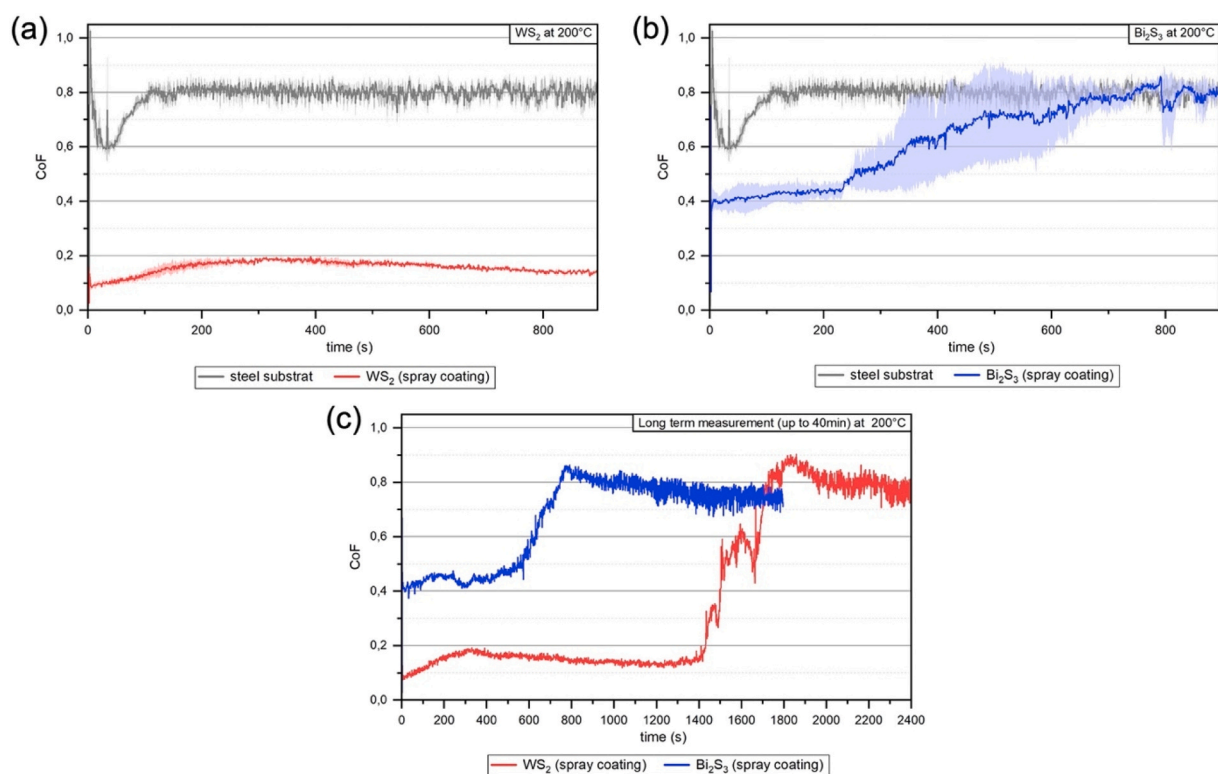 (a)
WS₂ at 200°C
1,0
0,8
0,6
0,4
0,2
0,0
CoF
0 200 400 600 800
time (s)
steel substrat WS₂ (spray coating)
(b)
Bi₂S₃ at 200°C
1,0
0,8
0,6
0,4
0,2
0,0
CoF
0 200 400 600 800
time (s)
steel substrat Bi₂S₃ (spray coating)
(c)
Long term measurement (up to 40min) at 200°C
1,0
0,8
0,6
0,4
0,2
0,0
CoF
0 200 400 600 800 1000 1200 1400 1600 1800 2000 2200 2400
time (s)
WS₂ (spray coating) Bi₂S₃ (spray coating)